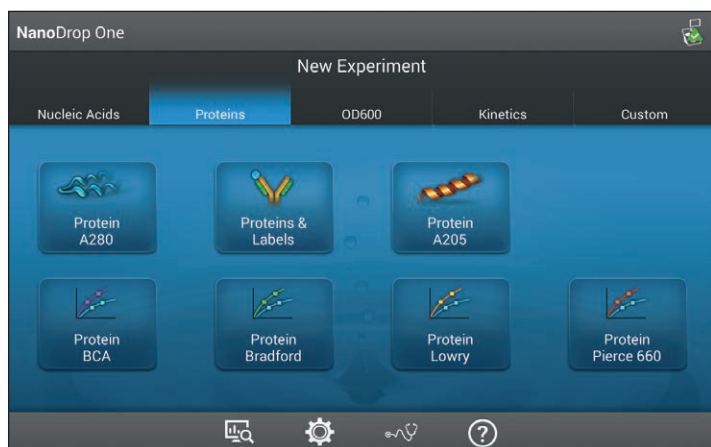 NanoDrop One
New Experiment
Nucleic Acids Proteins OD600 Kinetics Custom
Protein
A280
Proteins &
Labels
Protein
A205
Protein
BCA
Protein
Bradford
Protein
Lowry
Protein
Pierce 660
?